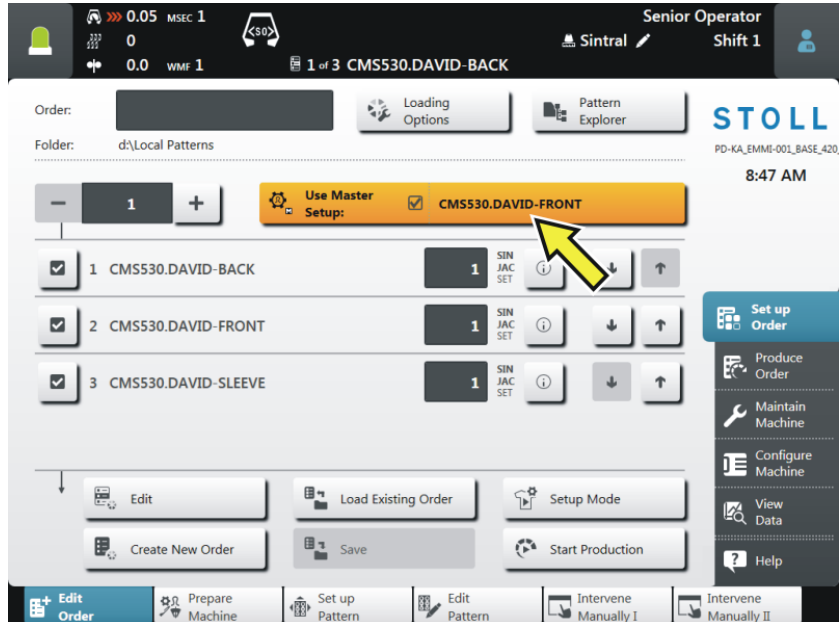 0.05 MSEC 1
Senior Operator
<S0>
0
Sintral
Shift 1
0.0 WMF 1
1 of 3 CMS530.DAVID-BACK
Order:
Loading
Options
Pattern
Explorer
STOLL
Folder:
d:\Local Patterns
PD-KA_EMMI-001_BASE_420_
8:47 AM
1
Use Master
Setup:
CMS530.DAVID-FRONT
1 CMS530.DAVID-BACK
1
SIN
JAC
SET
2 CMS530.DAVID-FRONT
1
SIN
JAC
SET
3 CMS530.DAVID-SLEEVE
1
SIN
JAC
SET
Set up
Order
Produce
Order
Maintain
Machine
Configure
Machine
View
Data
Help
Edit
Load Existing Order
Setup Mode
Create New Order
Save
Start Production
Edit
Order
Prepare
Machine
Set up
Pattern
Edit
Pattern
Intervene
Manually I
Intervene
Manually II